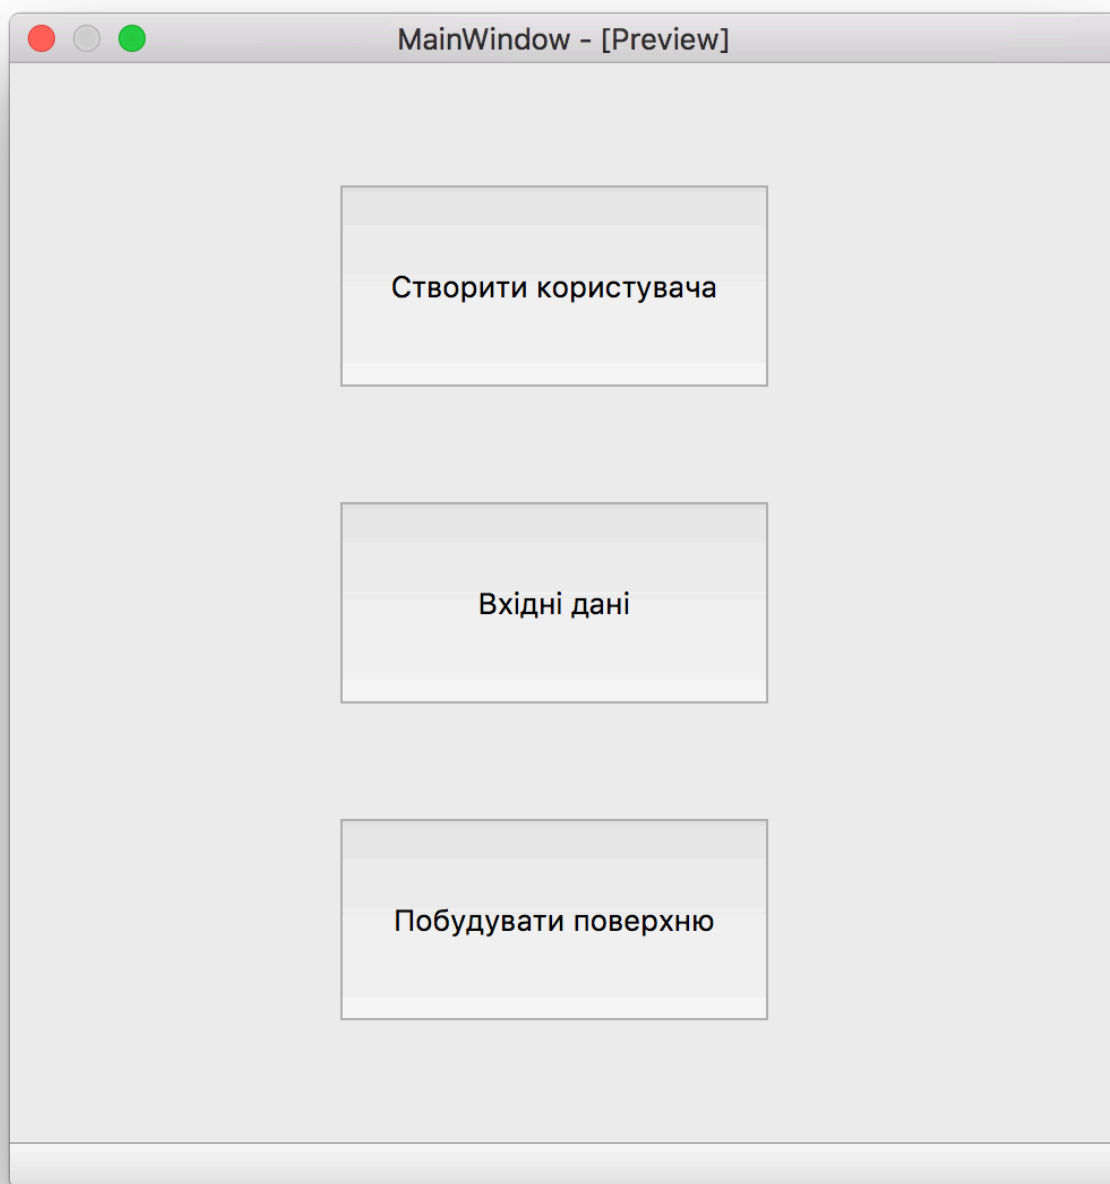 MainWindow - [Preview]
Створити користувача
Вхідні дані
Побудувати поверхню